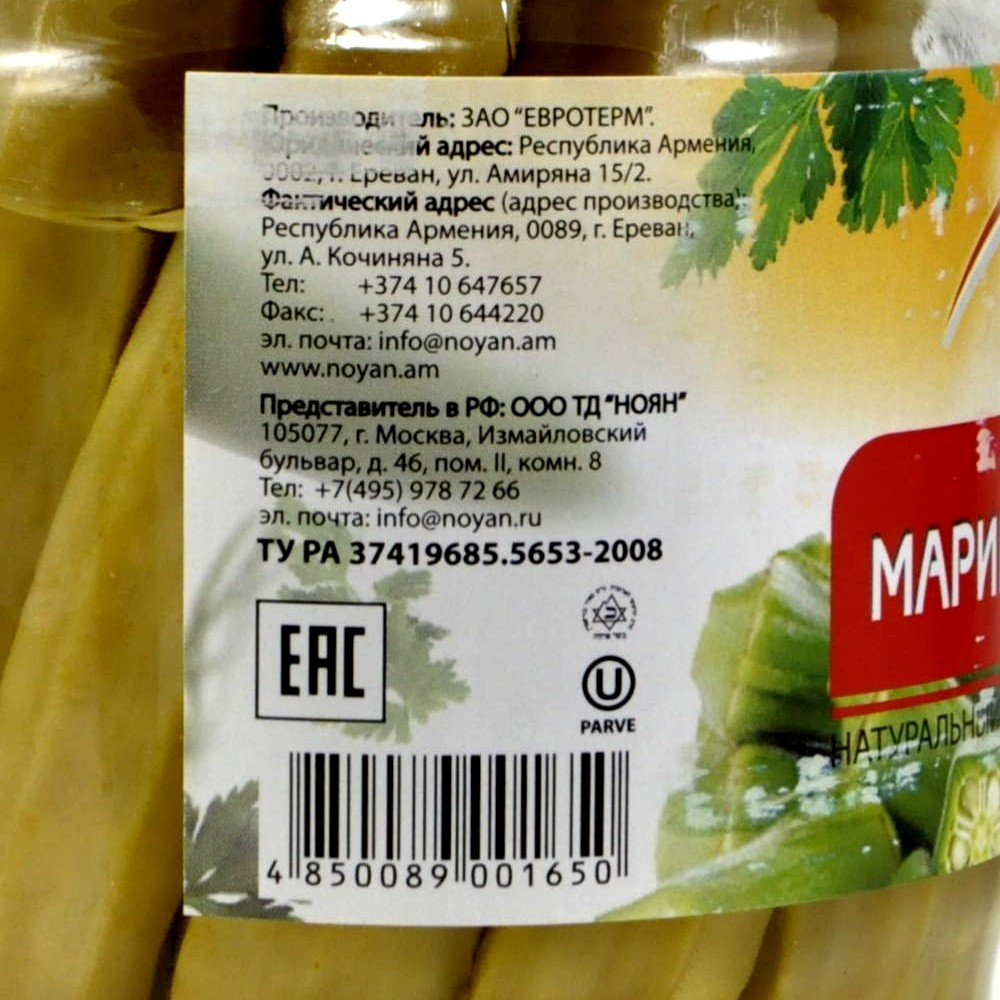 Производитель: ЗАО "ЕВРОТЕРМ".
Юридический адрес: Республика Армения,
0002, г. Ереван, ул. Амиряна 15/2.
Фактический адрес (адрес производства):
Республика Армения, 0089, г. Ереван,
ул. А. Кочиняна 5.
Тел: +374 10 647657
Факс: +374 10 644220
эл. почта: info@noyan.am
www.noyan.am
Представитель в РФ: ООО ТД "НОЯН"
105077, г. Москва, Измайловский
бульвар, д. 46, пом. II, комн. 8
Тел: +7(495) 978 72 66
эл. почта: info@noyan.ru
ТУ РА 37419685.5653-2008
EAC
U
PARVE
4 850089 001650
МАРИ
НАТУРАЛЬНЫ